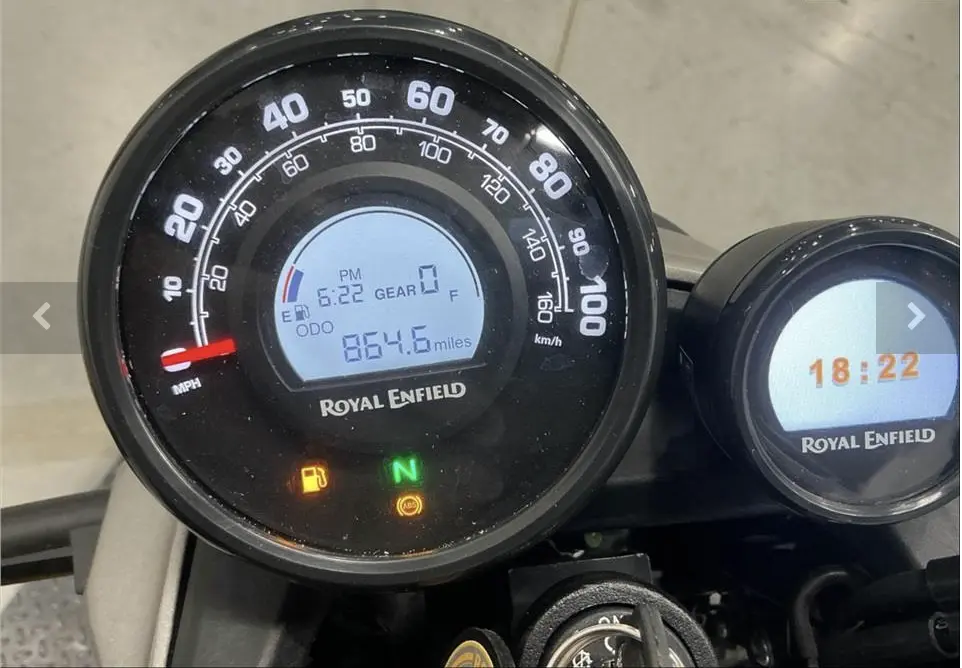 10 20 30 40 50 60 70 80 90 100
20 40 60 80 100 120 140 160
MPH
km/h
PM
6:22 GEAR 0
E F
ODO
864.6 miles
ROYAL ENFIELD
N
ABS
18:22
ROYAL ENFIELD